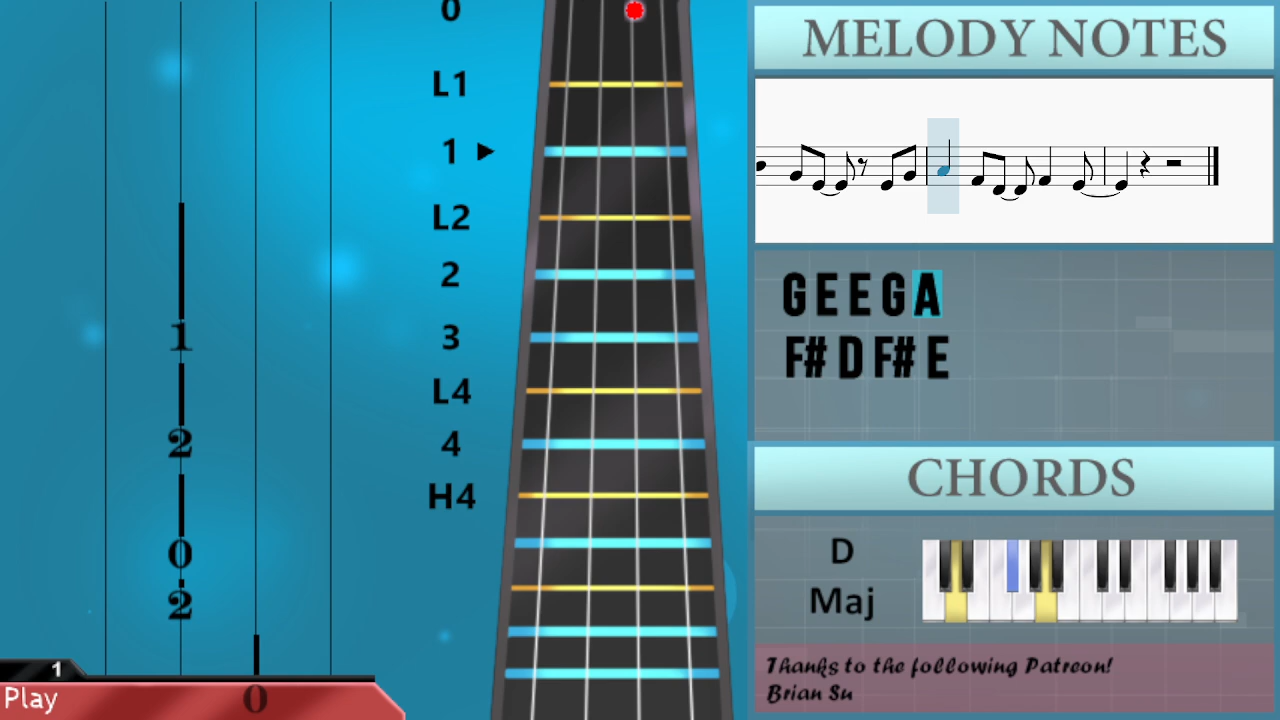 0
L1
1
L2
2
3
L4
4
H4
1
2
0
2
1
Play
0
MELODY NOTES
G E E G A
F# D F# E
CHORDS
D
Maj
Thanks to the following Patreon!
Brian Su